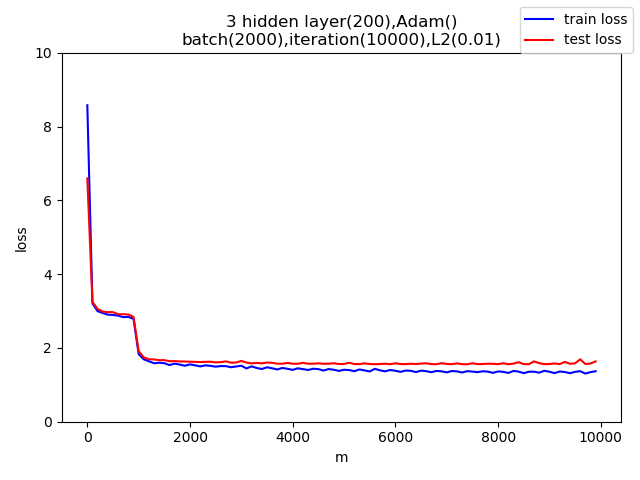 3 hidden layer(200),Adam()
batch(2000),iteration(10000),L2(0.01)
train loss
test loss
10
8
6
4
2
0
loss
0
2000
4000
6000
8000
10000
m